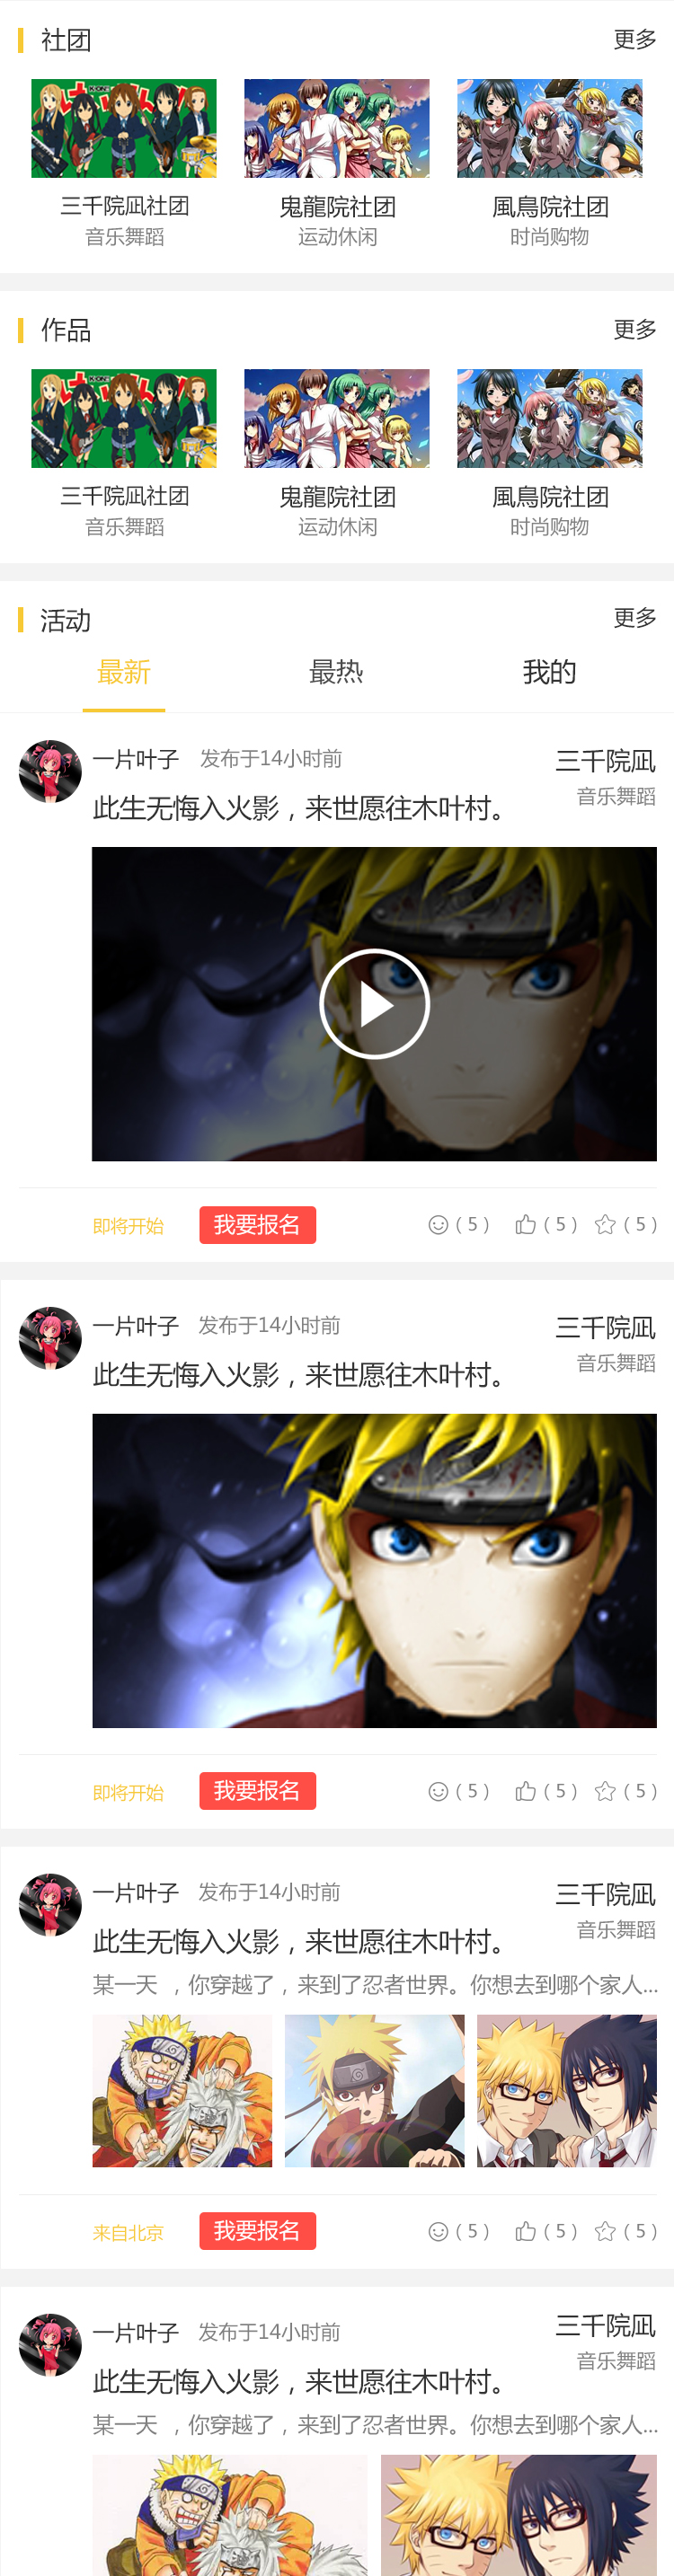 社团 更多
三千院凪社团 鬼龍院社团 風鳥院社团
音乐舞蹈 运动休闲 时尚购物
作品 更多
三千院凪社团 鬼龍院社团 風鳥院社团
音乐舞蹈 运动休闲 时尚购物
活动 更多
最新 最热 我的
一片叶子 发布于14小时前 三千院凪
音乐舞蹈
此生无悔入火影，来世愿往木叶村。
即将开始 我要报名 （5） （5） （5）
一片叶子 发布于14小时前 三千院凪
音乐舞蹈
此生无悔入火影，来世愿往木叶村。
即将开始 我要报名 （5） （5） （5）
一片叶子 发布于14小时前 三千院凪
音乐舞蹈
此生无悔入火影，来世愿往木叶村。
某一天 ，你穿越了，来到了忍者世界。你想去到哪个家人...
来自北京 我要报名 （5） （5） （5）
一片叶子 发布于14小时前 三千院凪
音乐舞蹈
此生无悔入火影，来世愿往木叶村。
某一天 ，你穿越了，来到了忍者世界。你想去到哪个家人...